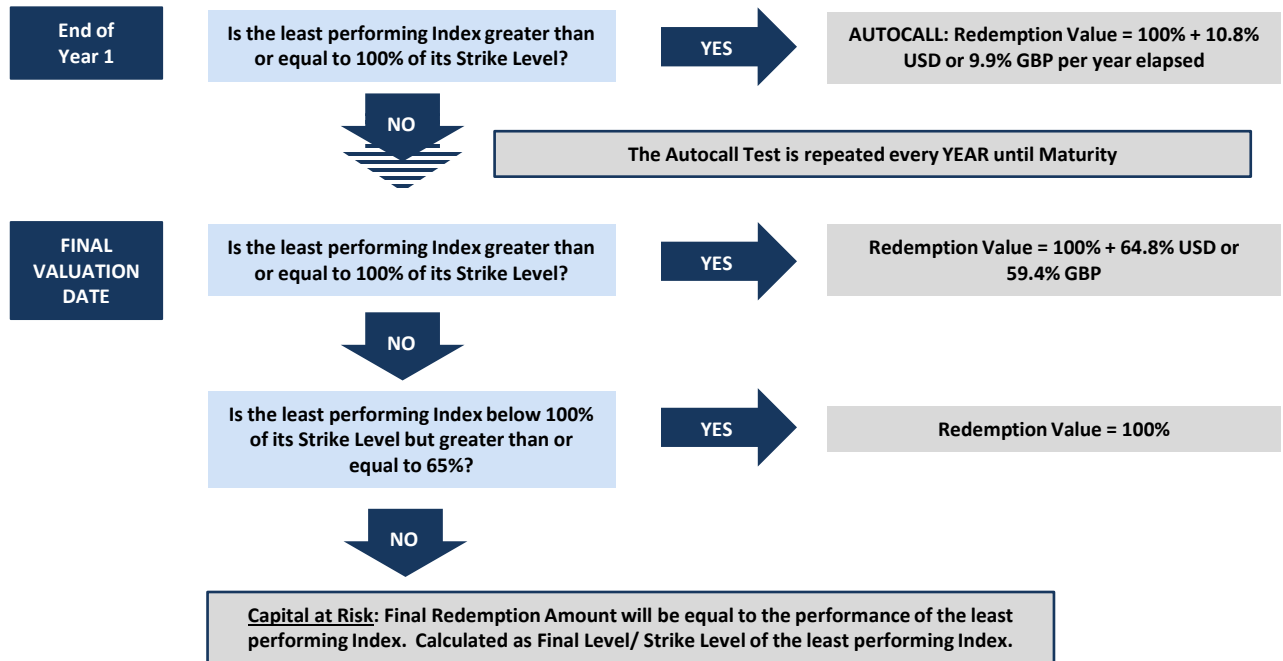 End of
Year 1
Is the least performing Index greater than
or equal to 100% of its Strike Level?
YES
AUTOCALL: Redemption Value = 100% + 10.8%
USD or 9.9% GBP per year elapsed
NO
The Autocall Test is repeated every YEAR until Maturity
FINAL
VALUATION
DATE
Is the least performing Index greater than
or equal to 100% of its Strike Level?
YES
Redemption Value = 100% + 64.8% USD or
59.4% GBP
NO
Is the least performing Index below 100%
of its Strike Level but greater than or
equal to 65%?
YES
Redemption Value = 100%
NO
Capital at Risk: Final Redemption Amount will be equal to the performance of the least
performing Index. Calculated as Final Level/ Strike Level of the least performing Index.